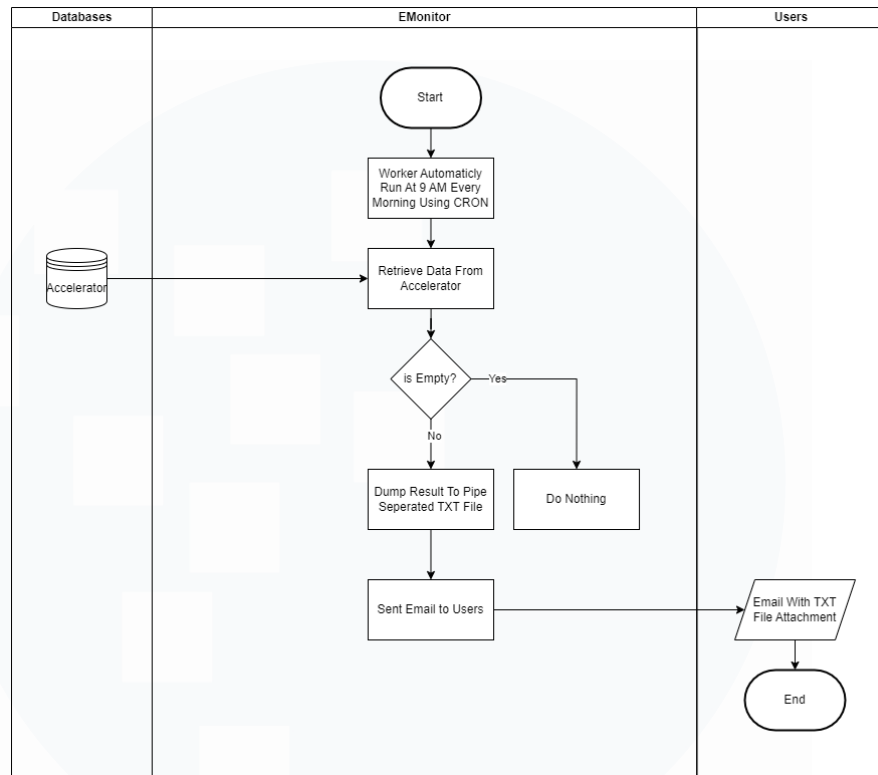 Databases
EMonitor
Users
Start
Worker Automaticly
Run At 9 AM Every
Morning Using CRON
Accelerator
Retrieve Data From
Accelerator
is Empty?
Yes
No
Dump Result To Pipe
Seperated TXT File
Do Nothing
Sent Email to Users
Email With TXT
File Attachment
End